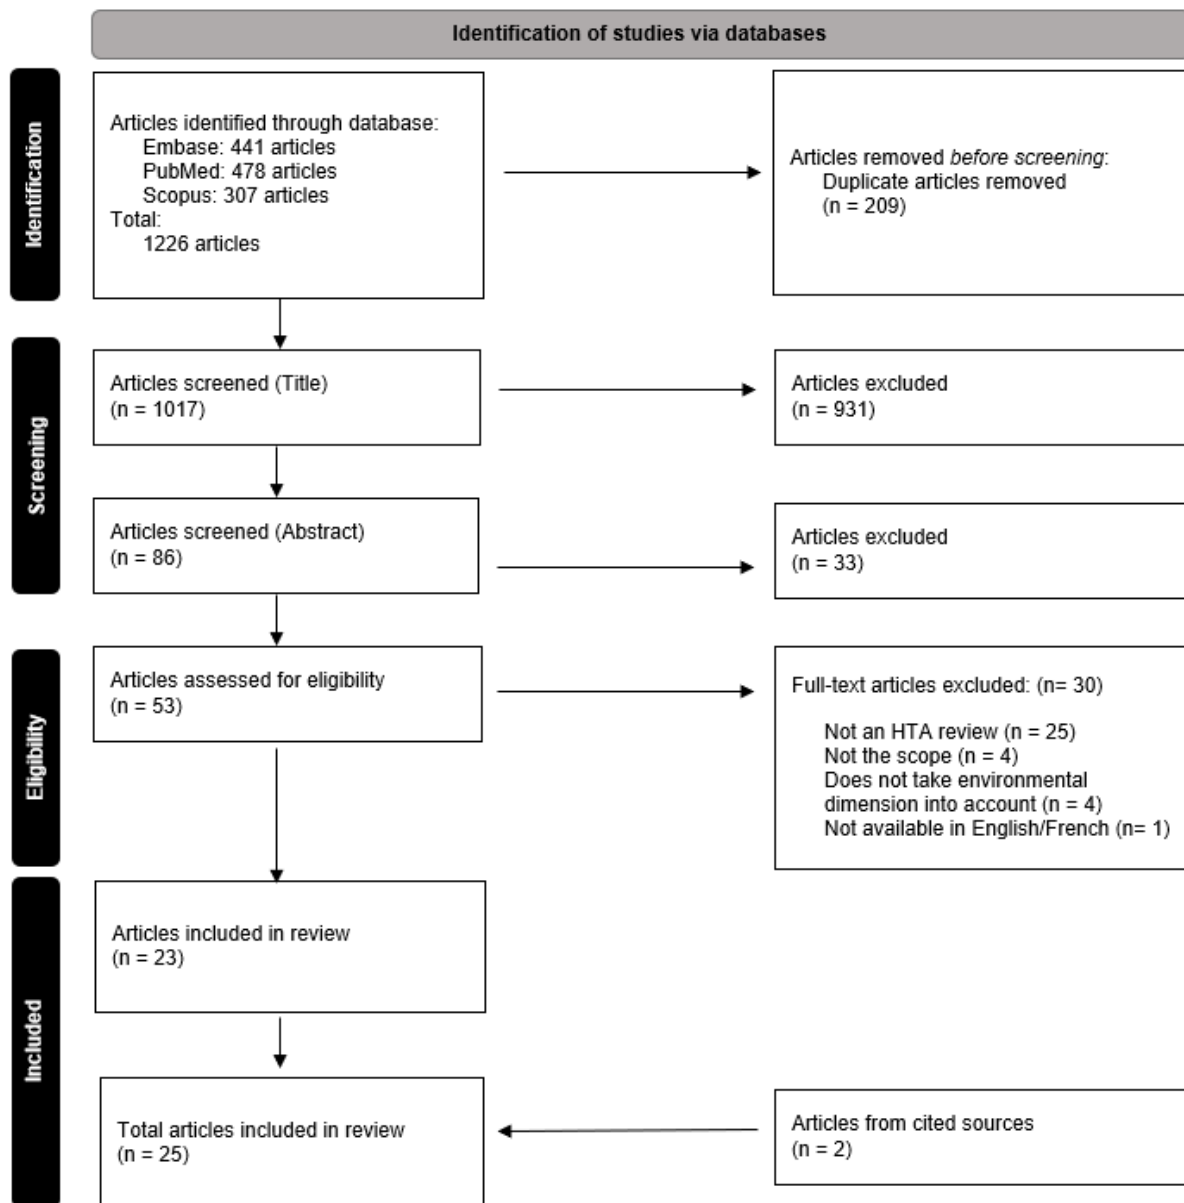 Identification of studies via databases
Identification
Articles identified through database:
Embase: 441 articles
PubMed: 478 articles
Scopus: 307 articles
Total:
1226 articles
Articles removed before screening:
Duplicate articles removed
(n = 209)
Screening
Articles screened (Title)
(n = 1017)
Articles excluded
(n = 931)
Articles screened (Abstract)
(n = 86)
Articles excluded
(n = 33)
Eligibility
Articles assessed for eligibility
(n = 53)
Full-text articles excluded: (n= 30)
Not an HTA review (n = 25)
Not the scope (n = 4)
Does not take environmental
dimension into account (n = 4)
Not available in English/French (n= 1)
Included
Articles included in review
(n = 23)
Total articles included in review
(n = 25)
Articles from cited sources
(n = 2)